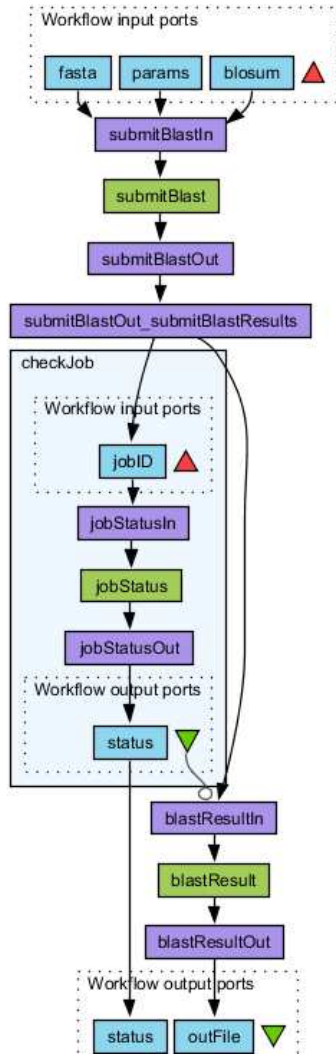 Workflow input ports
fasta params blosum
submitBlastIn
submitBlast
submitBlastOut
submitBlastOut_submitBlastResults
checkJob
Workflow input ports
jobID
jobStatusIn
jobStatus
jobStatusOut
Workflow output ports
status
blastResultIn
blastResult
blastResultOut
Workflow output ports
status outFile